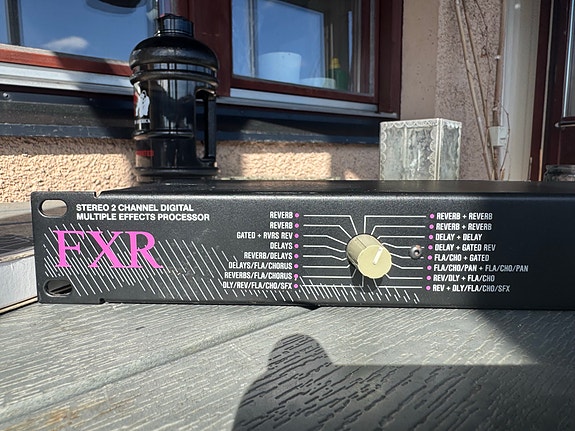 STEREO 2 CHANNEL DIGITAL
MULTIPLE EFFECTS PROCESSOR
FXR
REVERB
REVERB
GATED + RVRS REV
DELAYS
REVERB/DELAYS
DELAYS/FLA/CHORUS
REVERBS/FLA/CHORUS
DLY/REV/FLA/CHO/SFX
REVERB + REVERB
REVERB + REVERB
DELAY + DELAY
DELAY + GATED REV
FLA/CHO + GATED
FLA/CHO/PAN + FLA/CHO/PAN
REV/DLY + FLA/CHO
REV + DLY/FLA/CHO/SFX